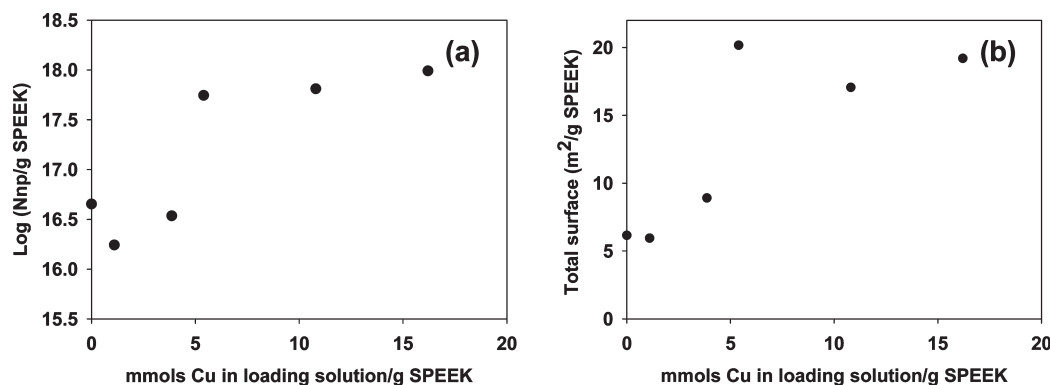 18.5
18.0
17.5
17.0
16.5
16.0
15.5
Log (Nnp/g SPEEK)
(a)
0 5 10 15 20
mmols Cu in loading solution/g SPEEK
20
15
10
5
0
Total surface (m²/g SPEEK)
(b)
0 5 10 15 20
mmols Cu in loading solution/g SPEEK